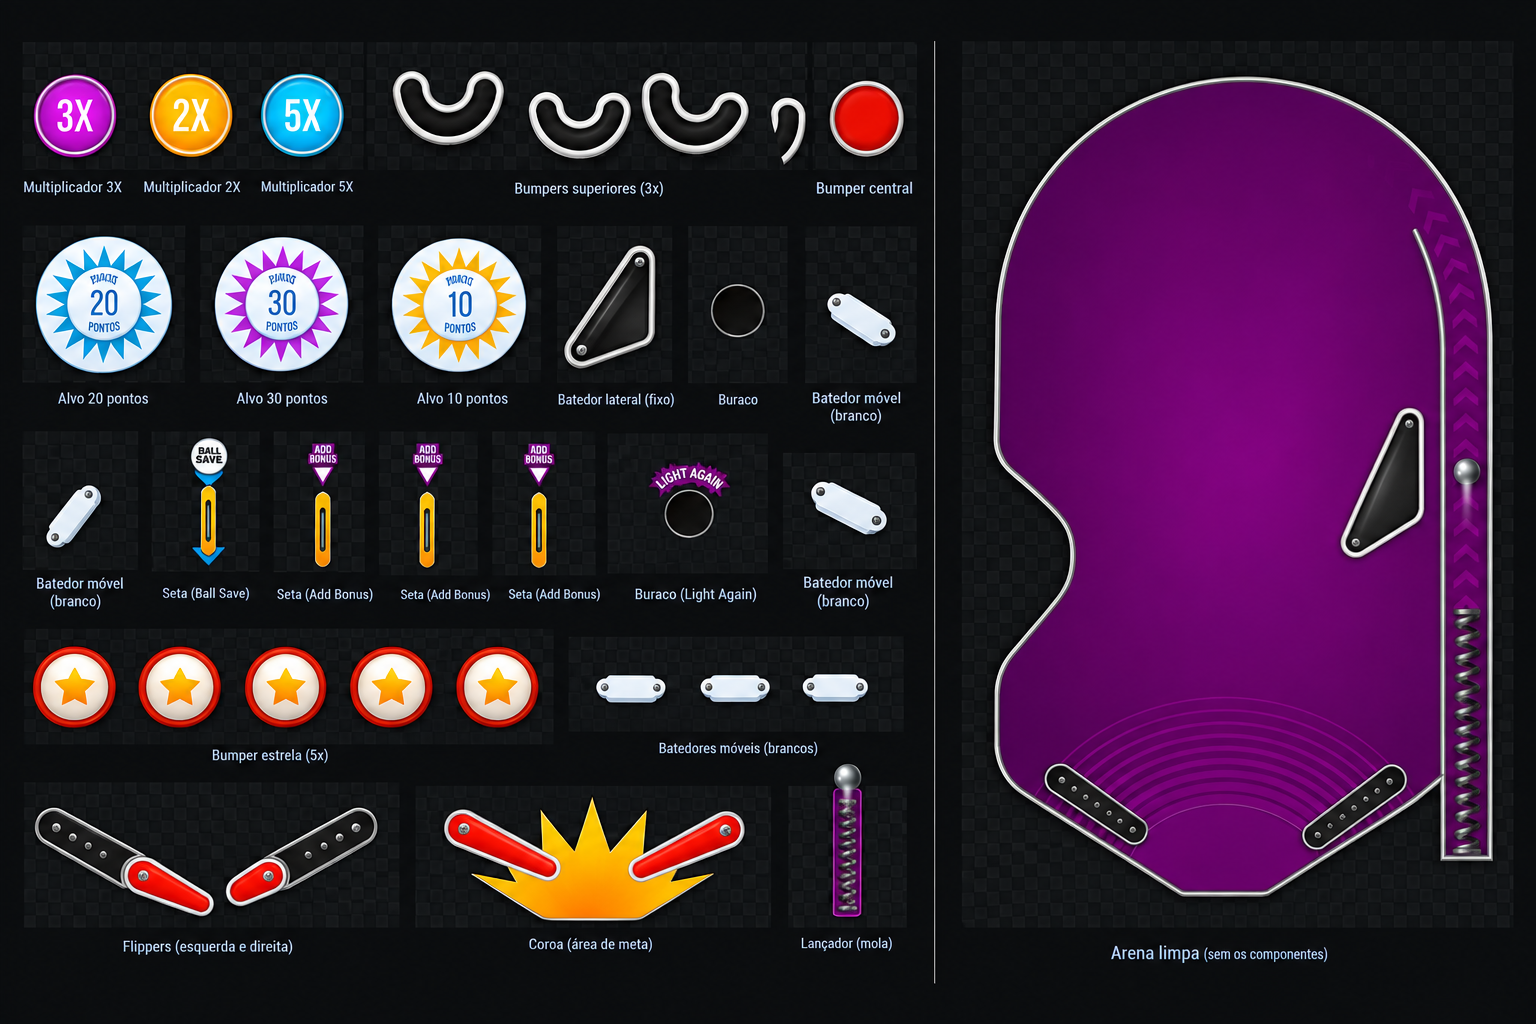 3X
2X
5X
Multiplicador 3X
Multiplicador 2X
Multiplicador 5X
Bumpers superiores (3x)
Bumper central
20
PONTOS
30
PONTOS
10
PONTOS
Alvo 20 pontos
Alvo 30 pontos
Alvo 10 pontos
Batedor lateral (fixo)
Buraco
Batedor móvel
(branco)
BALL
SAVE
ADD
BONUS
ADD
BONUS
ADD
BONUS
LIGHT AGAIN
Batedor móvel
(branco)
Seta (Ball Save)
Seta (Add Bonus)
Seta (Add Bonus)
Seta (Add Bonus)
Buraco (Light Again)
Batedor móvel
(branco)
Bumper estrela (5x)
Batedores móveis (brancos)
Flippers (esquerda e direita)
Coroa (área de meta)
Lançador (mola)
Arena limpa (sem os componentes)